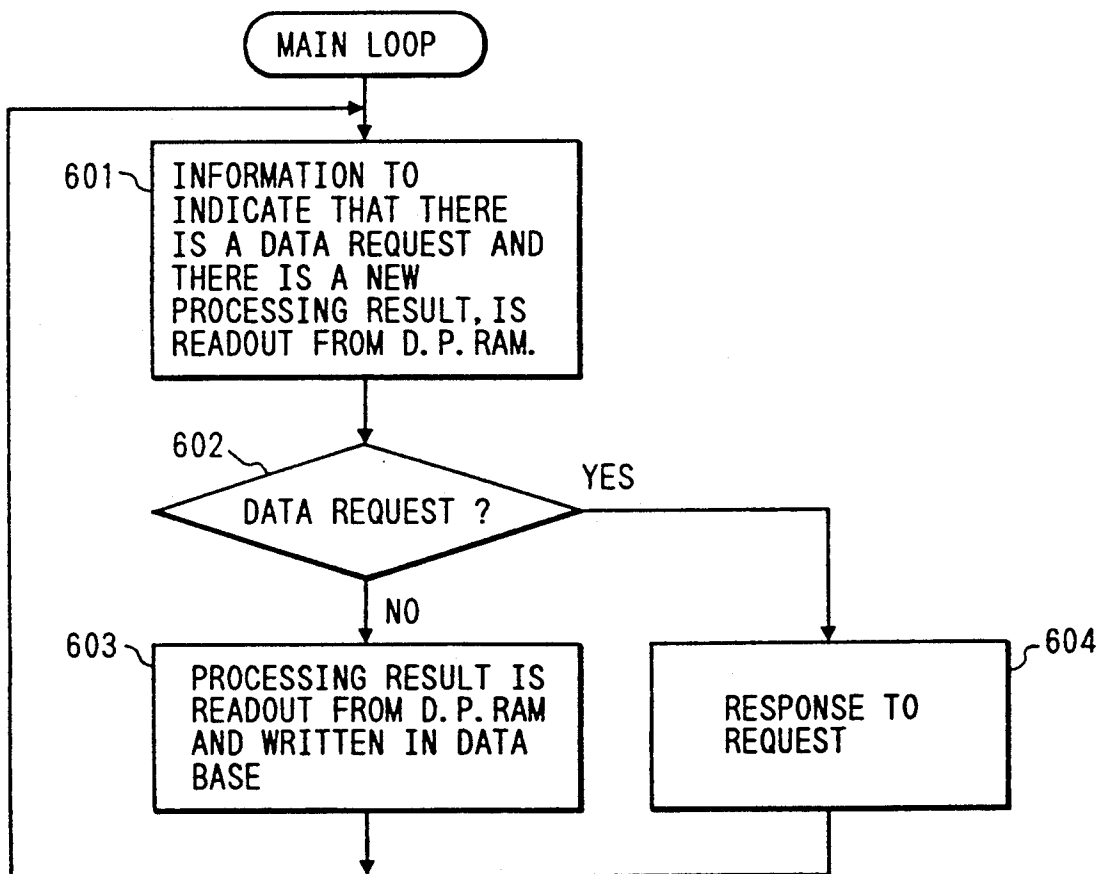 MAIN LOOP
601
INFORMATION TO
INDICATE THAT THERE
IS A DATA REQUEST AND
THERE IS A NEW
PROCESSING RESULT, IS
READOUT FROM D.P.RAM.
602
DATA REQUEST ?
YES
NO
603
PROCESSING RESULT IS
READOUT FROM D.P.RAM
AND WRITTEN IN DATA
BASE
604
RESPONSE TO
REQUEST